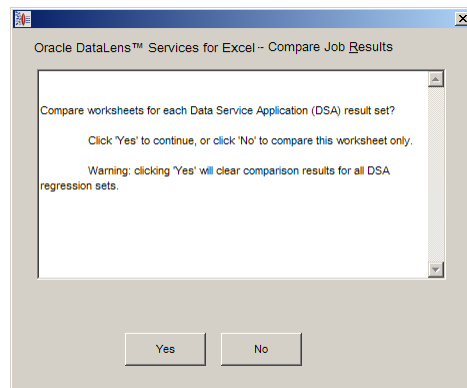 Oracle DataLens™ Services for Excel -- Compare Job Results
Compare worksheets for each Data Service Application (DSA) result set?
Click 'Yes' to continue, or click 'No' to compare this worksheet only.
Warning: clicking 'Yes' will clear comparison results for all DSA
regression sets.
Yes
No